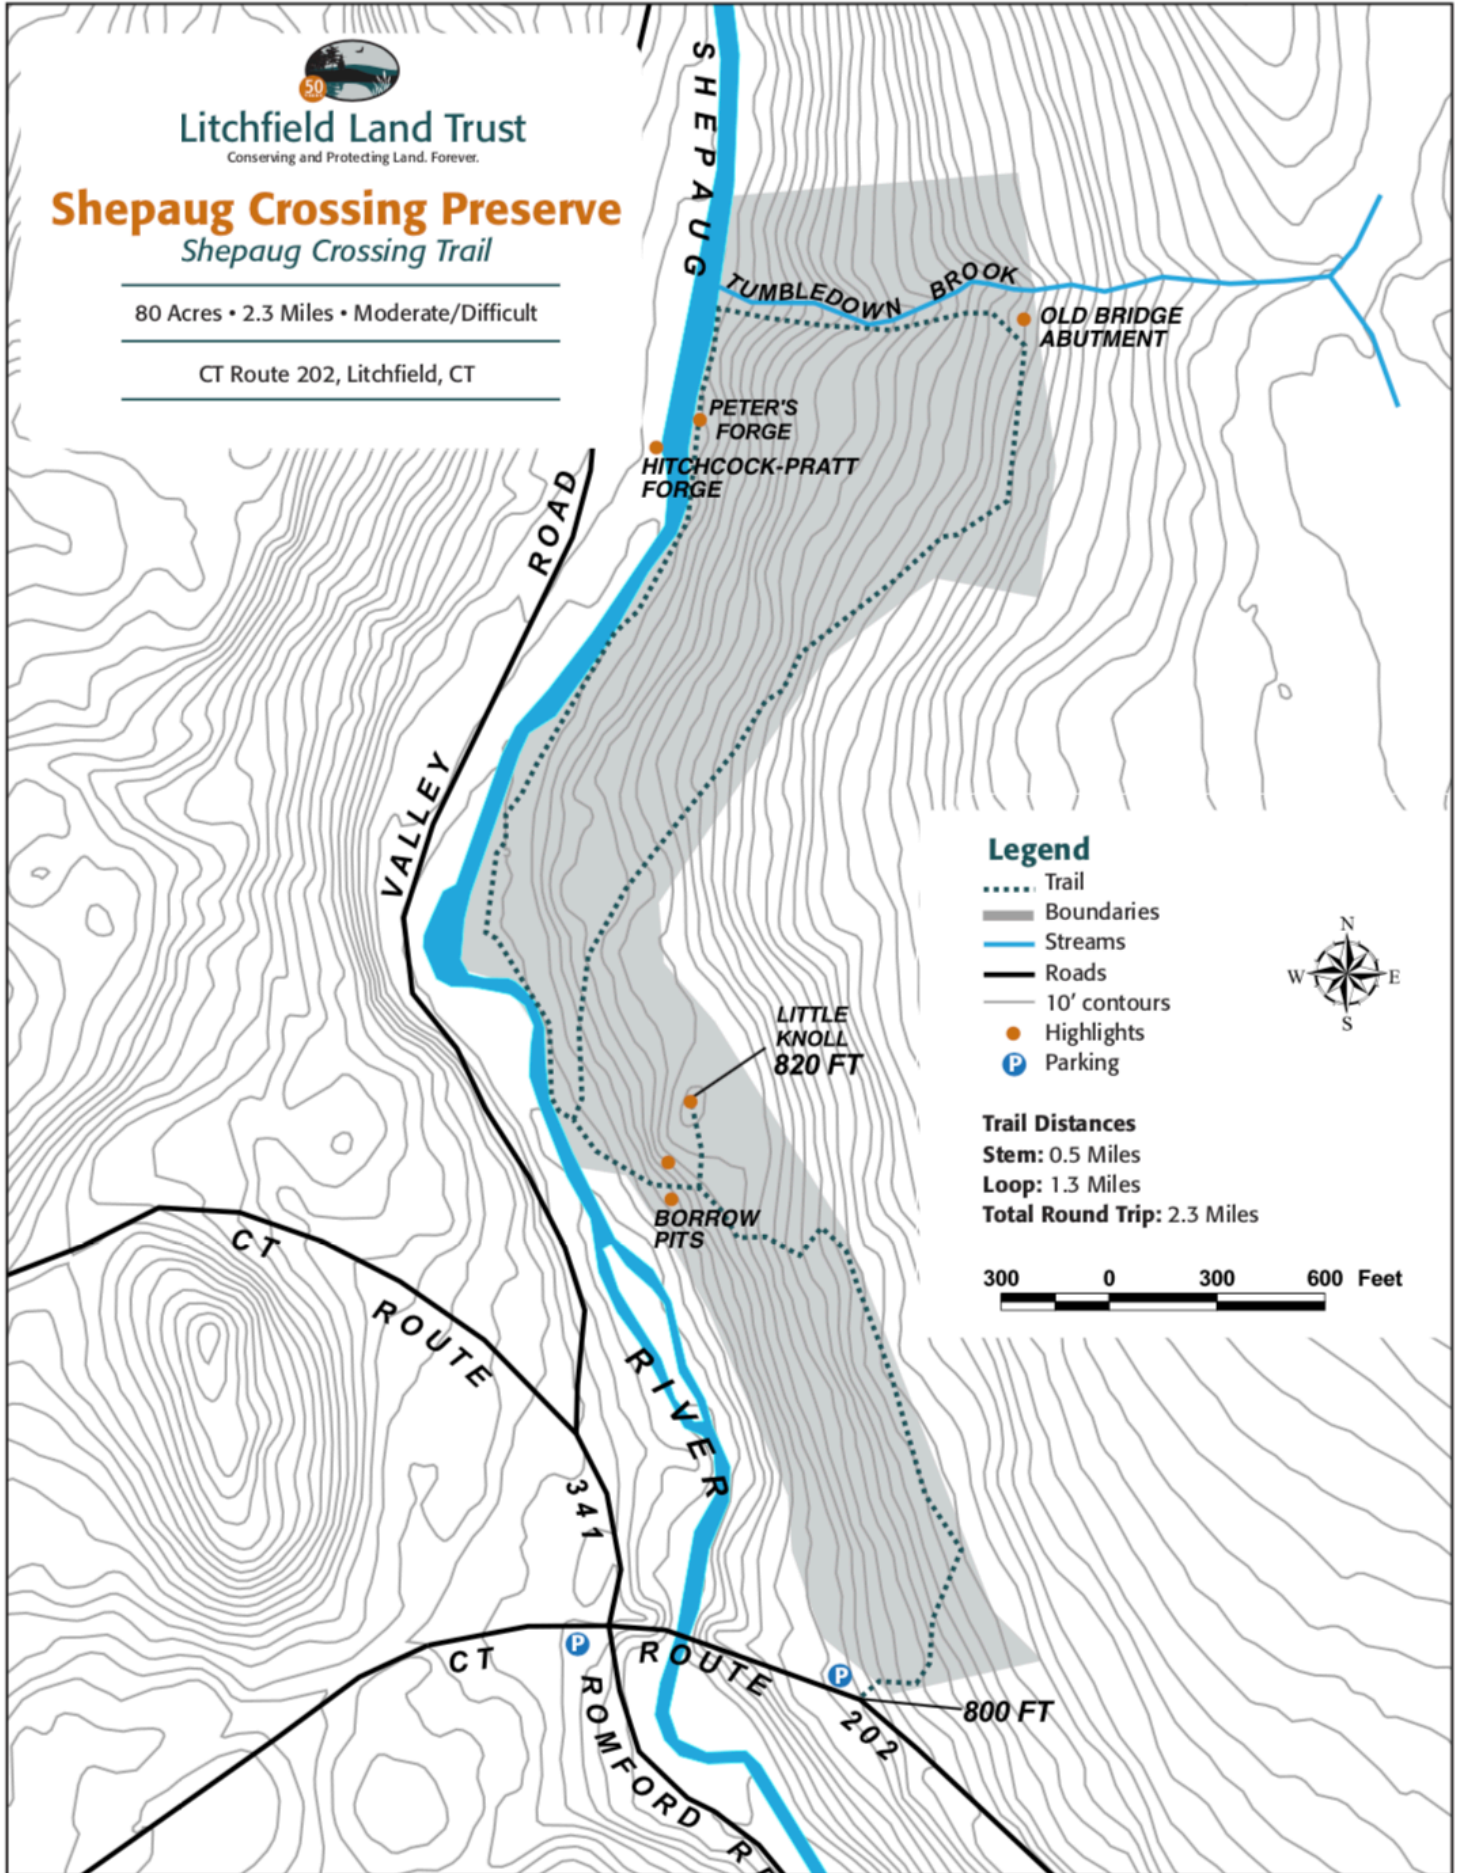 50
Litchfield Land Trust
Conserving and Protecting Land. Forever.
Shepaug Crossing Preserve
Shepaug Crossing Trail
80 Acres • 2.3 Miles • Moderate/Difficult
CT Route 202, Litchfield, CT
SHEPAUG
TUMBLEDOWN BROOK
OLD BRIDGE
ABUTMENT
PETER'S
FORGE
HITCHCOCK-PRATT
FORGE
VALLEY ROAD
Legend
Trail
Boundaries
Streams
Roads
10' contours
Highlights
P Parking
N
W E
S
LITTLE
KNOLL
820 FT
Trail Distances
Stem: 0.5 Miles
Loop: 1.3 Miles
Total Round Trip: 2.3 Miles
BORROW
PITS
300 0 300 600 Feet
CT ROUTE 341
RIVER
P
P
CT ROUTE 202
800 FT
ROMFORD